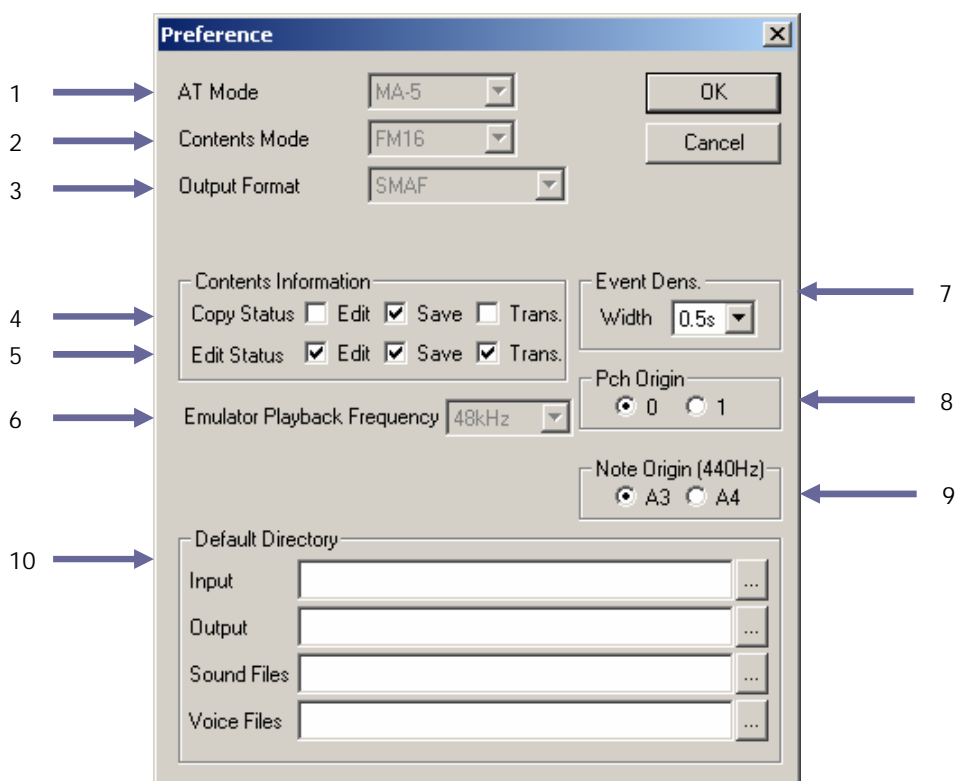 Preference
1 AT Mode MA-5 OK
2 Contents Mode FM16 Cancel
3 Output Format SMAF
Contents Information Event Dens.
4 Copy Status Edit Save Trans. Width 0.5s 7
5 Edit Status Edit Save Trans.
Pch Origin
6 Emulator Playback Frequency 48kHz 0 1 8
Note Origin (440Hz)
A3 A4 9
Default Directory
10
Input ...
Output ...
Sound Files ...
Voice Files ...